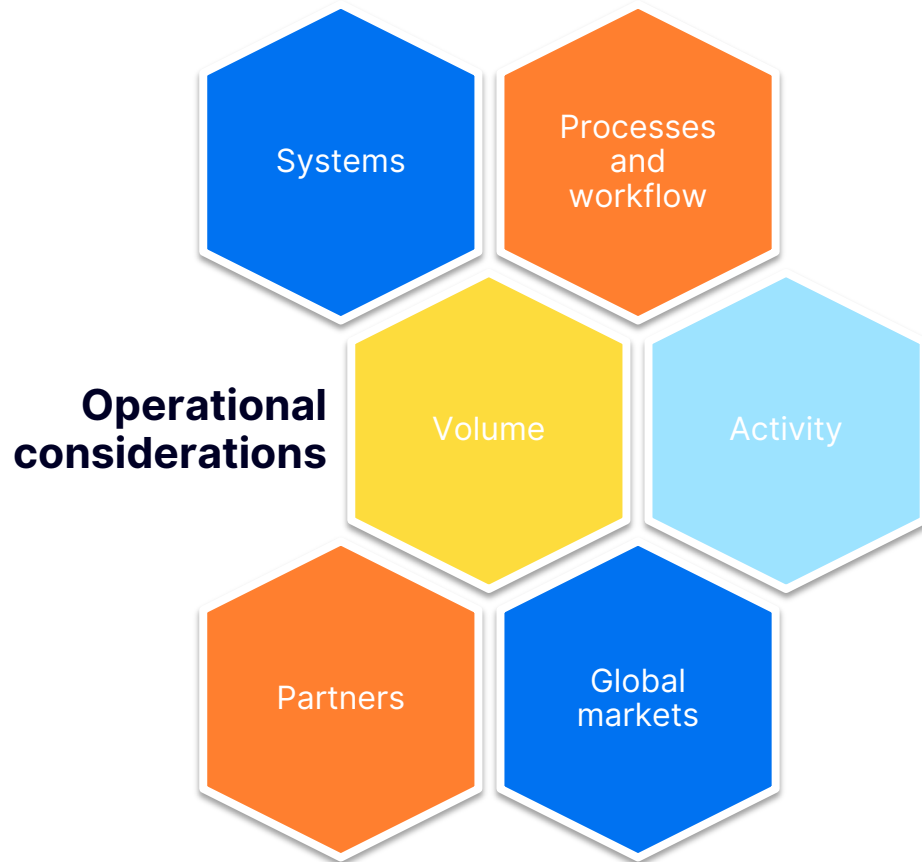 Systems
Processes
and
workflow
Operational
considerations
Volume
Activity
Partners
Global
markets